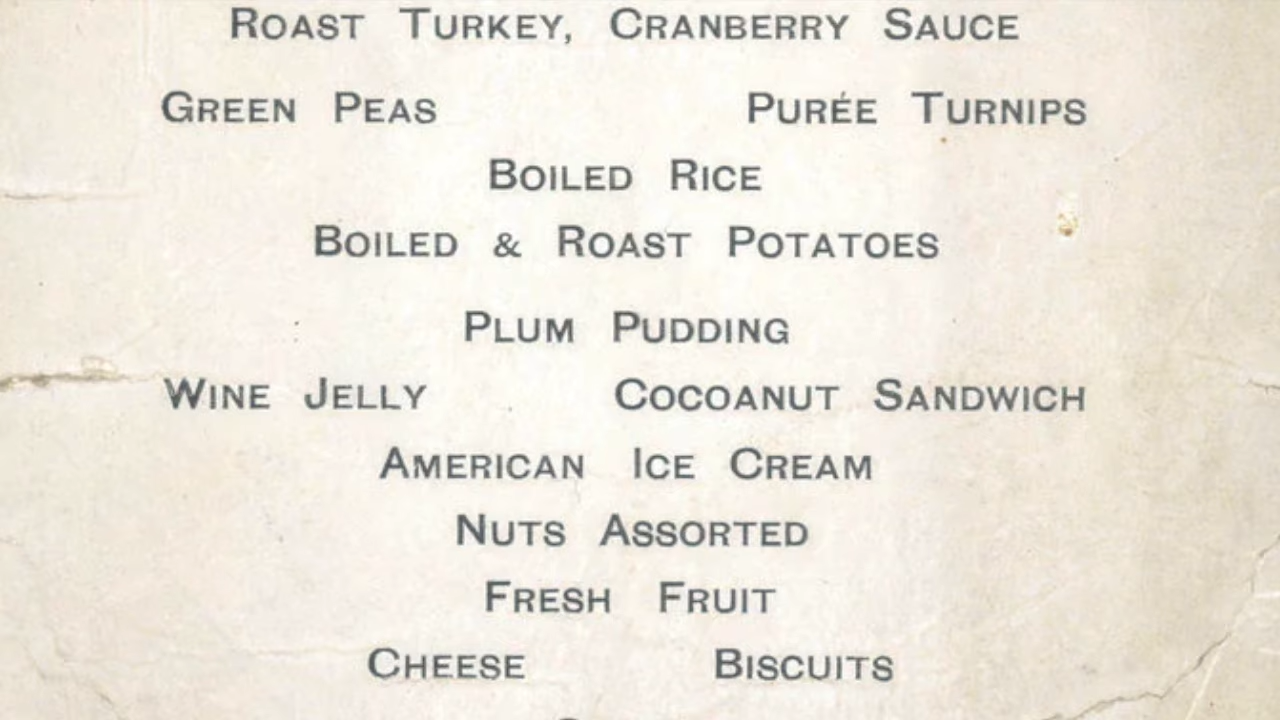 ROAST TURKEY, CRANBERRY SAUCE
GREEN PEAS PURÉE TURNIPS
BOILED RICE
BOILED & ROAST POTATOES
PLUM PUDDING
WINE JELLY COCOANUT SANDWICH
AMERICAN ICE CREAM
NUTS ASSORTED
FRESH FRUIT
CHEESE BISCUITS